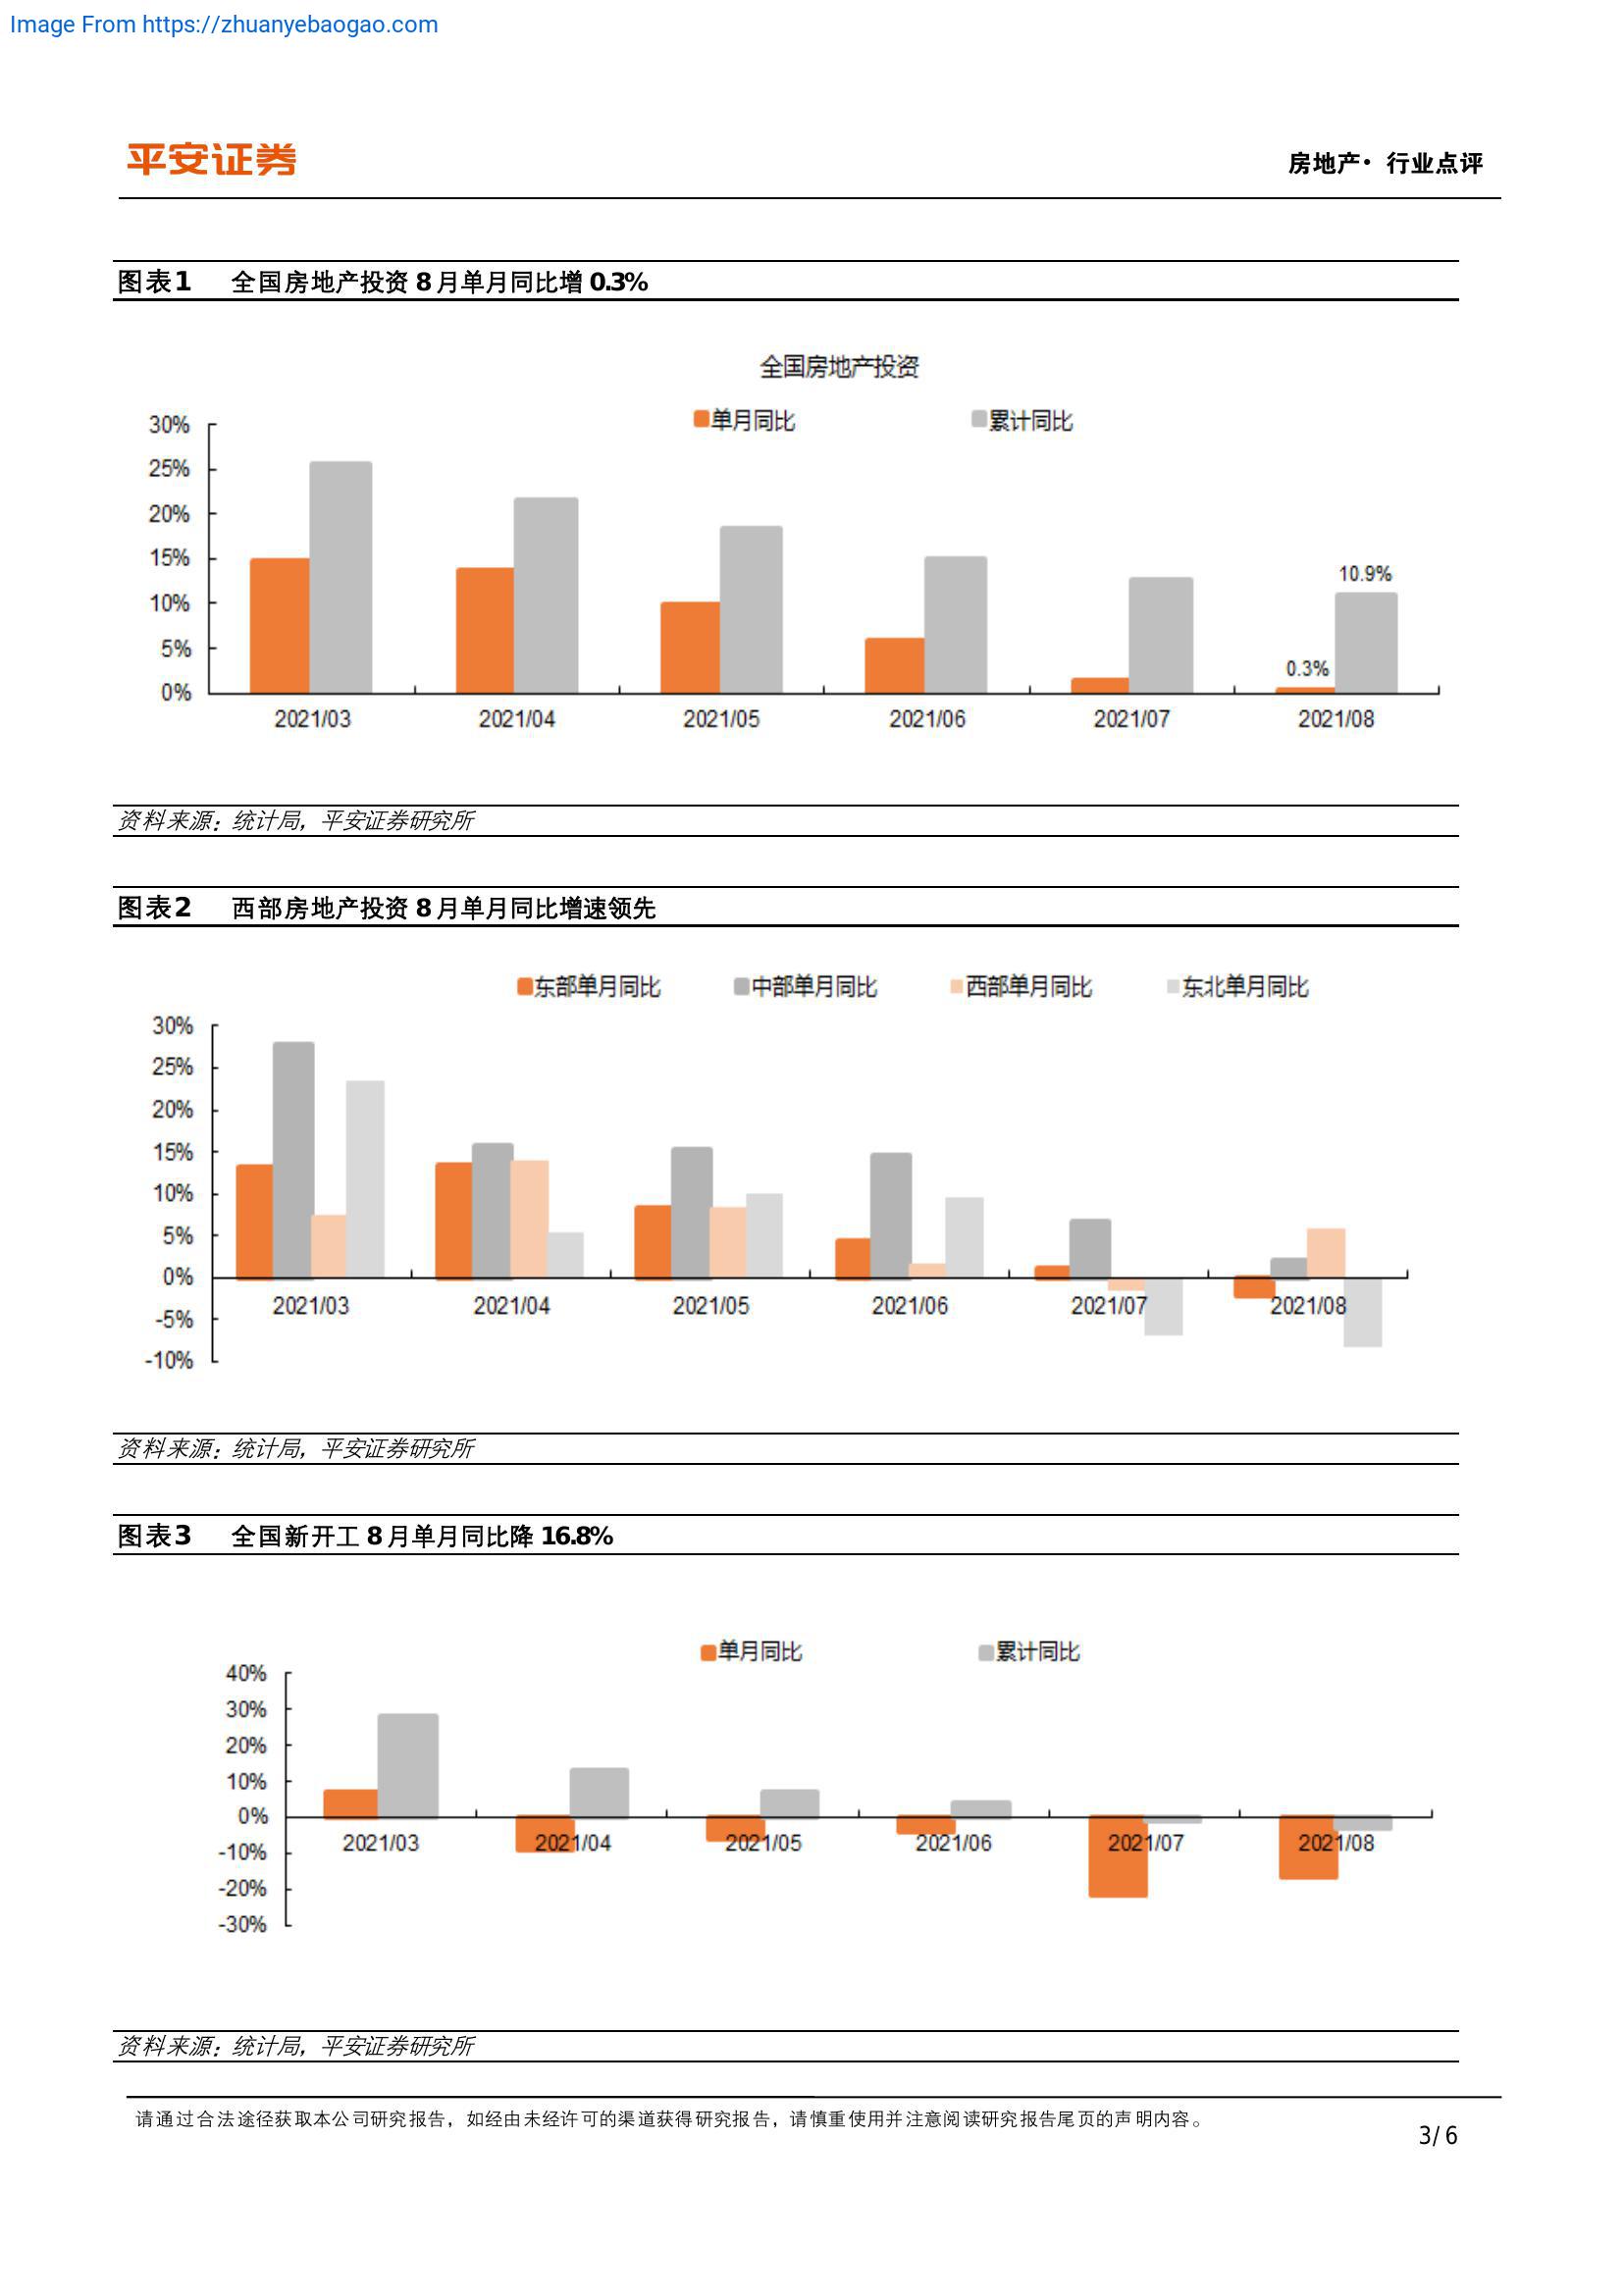 Image From https://zhuanyebaogao.com
平安证券
房地产• 行业点评
图表1 全国房地产投资 8 月单月同比增 0.3%
全国房地产投资
单月同比 累计同比
30%
25%
20%
15%
10%
5%
0%
10.9%
0.3%
2021/03 2021/04 2021/05 2021/06 2021/07 2021/08
资料来源：统计局，平安证券研究所
图表2 西部房地产投资 8 月单月同比增速领先
东部单月同比 中部单月同比 西部单月同比 东北单月同比
30%
25%
20%
15%
10%
5%
0%
-5%
-10%
2021/03 2021/04 2021/05 2021/06 2021/07 2021/08
资料来源：统计局，平安证券研究所
图表3 全国新开工 8 月单月同比降 16.8%
单月同比 累计同比
40%
30%
20%
10%
0%
-10%
-20%
-30%
2021/03 2021/04 2021/05 2021/06 2021/07 2021/08
资料来源：统计局，平安证券研究所
请通过合法途径获取本公司研究报告，如经由未经许可的渠道获得研究报告，请慎重使用并注意阅读研究报告尾页的声明内容。
3/ 6